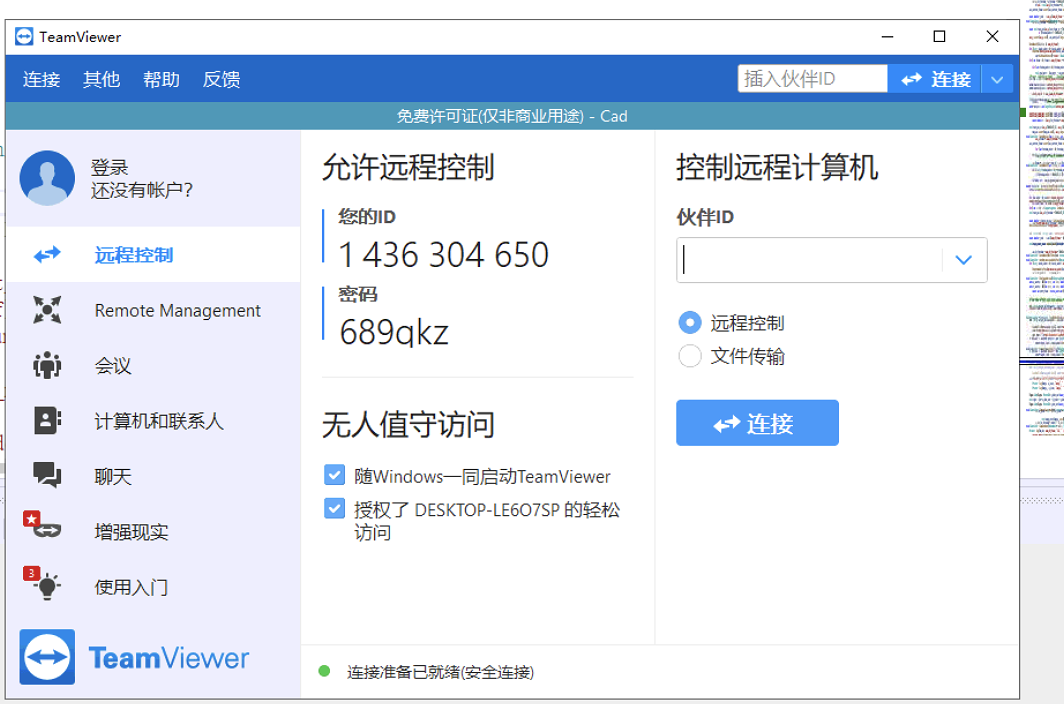 TeamViewer
连接 其他 帮助 反馈
插入伙伴ID
连接
免费许可证(仅非商业用途) - Cad
登录
还没有帐户?
远程控制
Remote Management
会议
计算机和联系人
聊天
增强现实
3
使用入门
TeamViewer
允许远程控制
您的ID
1 436 304 650
密码
689qkz
无人值守访问
随Windows一同启动TeamViewer
授权了 DESKTOP-LE6O7SP 的轻松
访问
控制远程计算机
伙伴ID
远程控制
文件传输
连接
连接准备已就绪(安全连接)